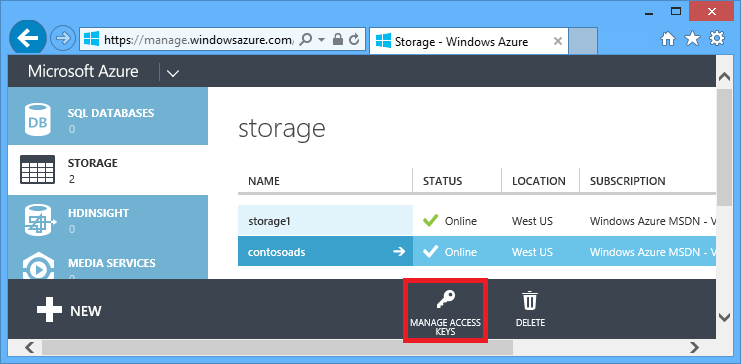 https://manage.windowsazure.com/
Storage - Windows Azure
Microsoft Azure
SQL DATABASES
0
STORAGE
2
HDINSIGHT
0
MEDIA SERVICES
storage
NAME STATUS LOCATION SUBSCRIPTION
storage1 Online West US Windows Azure MSDN - V
contosoads Online West US Windows Azure MSDN - V
NEW
MANAGE ACCESS
KEYS
DELETE
DB